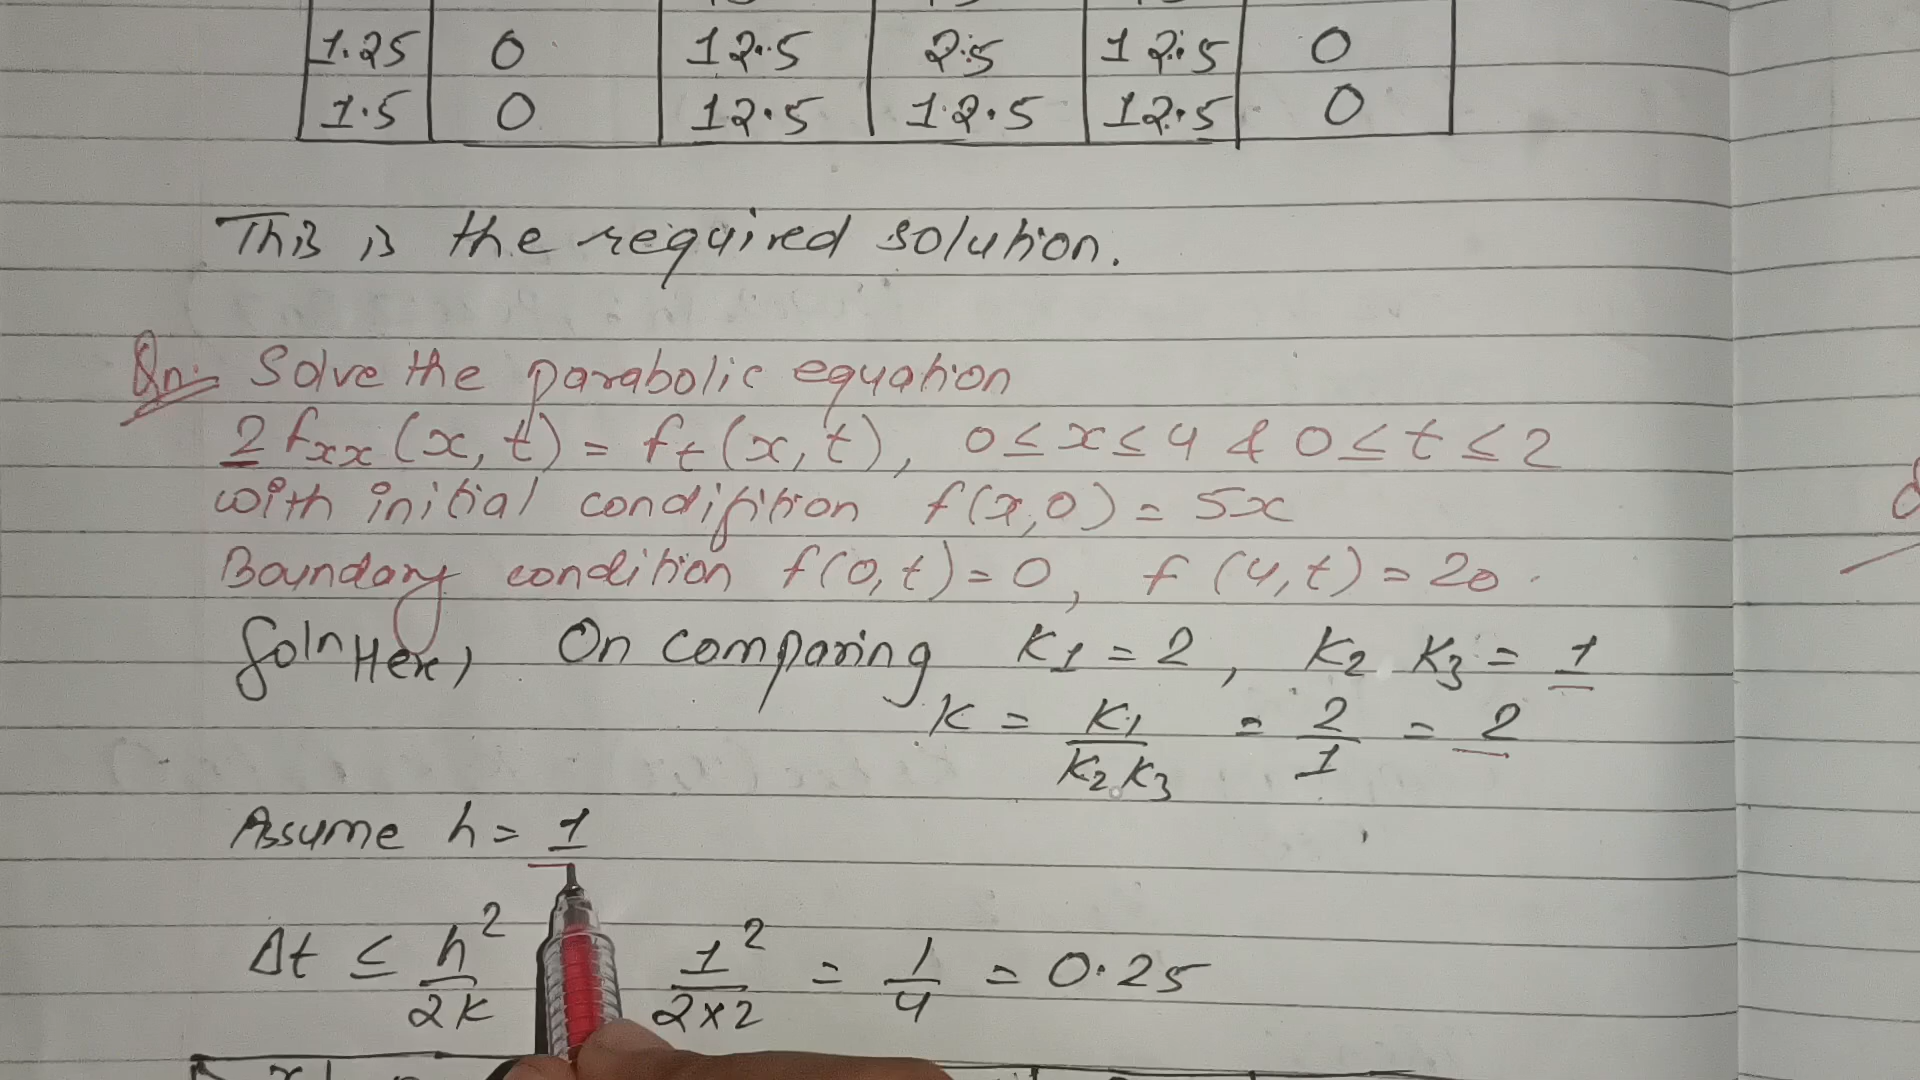 1.25 0 12.5 2.5 12.5 0
1.5 0 12.5 12.5 12.5 0
This is the required solution.
Qn: Solve the parabolic equation
2 fxx (x, t) = ft (x, t), 0 ≤ x ≤ 4 & 0 ≤ t ≤ 2
with initial condifition f(x,0) = 5x
Boundary condition f(0,t) = 0, f (4,t) = 20.
Soln Here, On comparing K1 = 2, K2 K3 = 1
K = K1/K2.K3 = 2/1 = 2
Assume h = 1
Δt ≤ h²/2K 1²/2×2 = 1/4 = 0.25